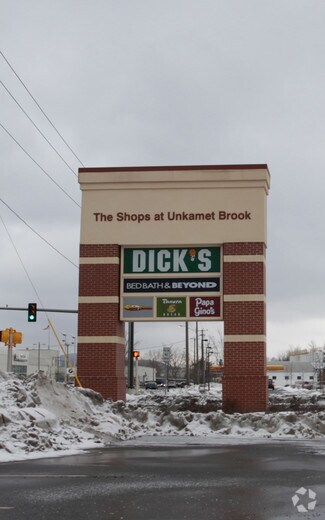 The Shops at Unkamet Brook
DICK'S
BED BATH & BEYOND
Panera
BREAD
Papa
Gino's